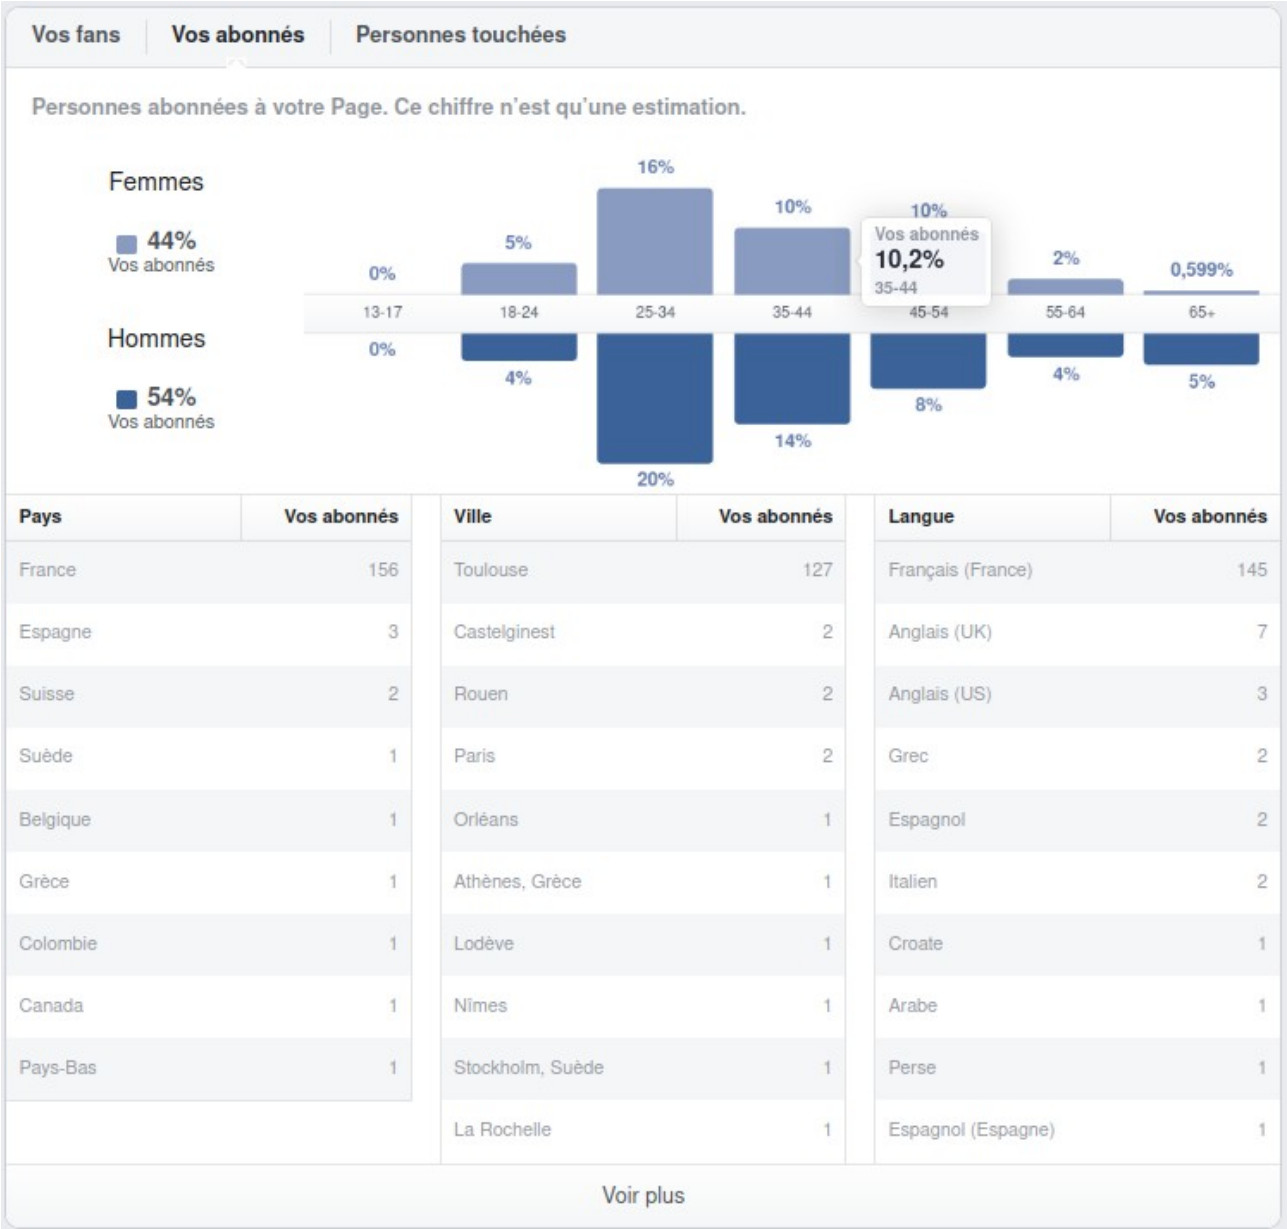 Vos fans Vos abonnés Personnes touchées
Personnes abonnées à votre Page. Ce chiffre n'est qu'une estimation.
Femmes
44%
Vos abonnés
Hommes
54%
Vos abonnés
0% 5% 16% 10% 10% 2% 0,599%
Vos abonnés
10,2%
35-44
13-17 18-24 25-34 35-44 45-54 55-64 65+
0% 4% 20% 14% 8% 4% 5%
Pays Vos abonnés Ville Vos abonnés Langue Vos abonnés
France 156 Toulouse 127 Français (France) 145
Espagne 3 Castelginest 2 Anglais (UK) 7
Suisse 2 Rouen 2 Anglais (US) 3
Suède 1 Paris 2 Grec 2
Belgique 1 Orléans 1 Espagnol 2
Grèce 1 Athènes, Grèce 1 Italien 2
Colombie 1 Lodève 1 Croate 1
Canada 1 Nîmes 1 Arabe 1
Pays-Bas 1 Stockholm, Suède 1 Perse 1
La Rochelle 1 Espagnol (Espagne) 1
Voir plus